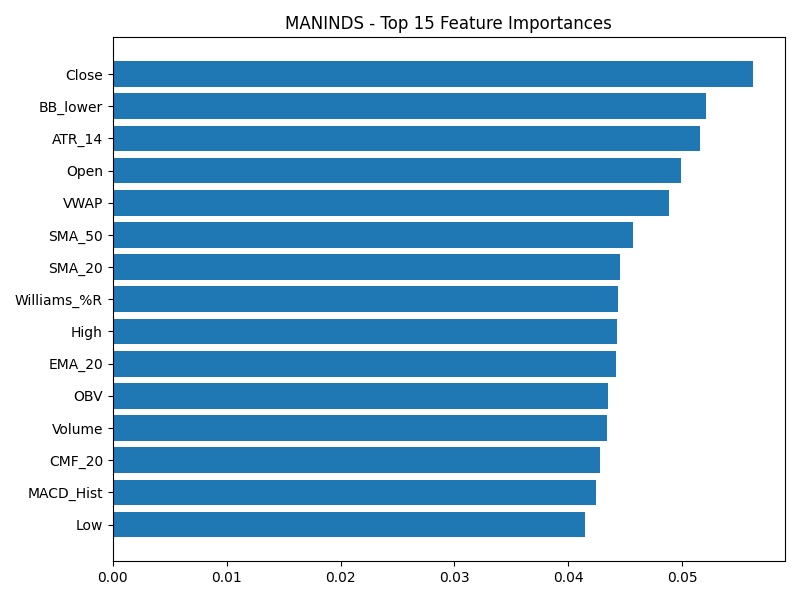 MANINDS - Top 15 Feature Importances
Close
BB_lower
ATR_14
Open
VWAP
SMA_50
SMA_20
Williams_%R
High
EMA_20
OBV
Volume
CMF_20
MACD_Hist
Low
0.00 0.01 0.02 0.03 0.04 0.05